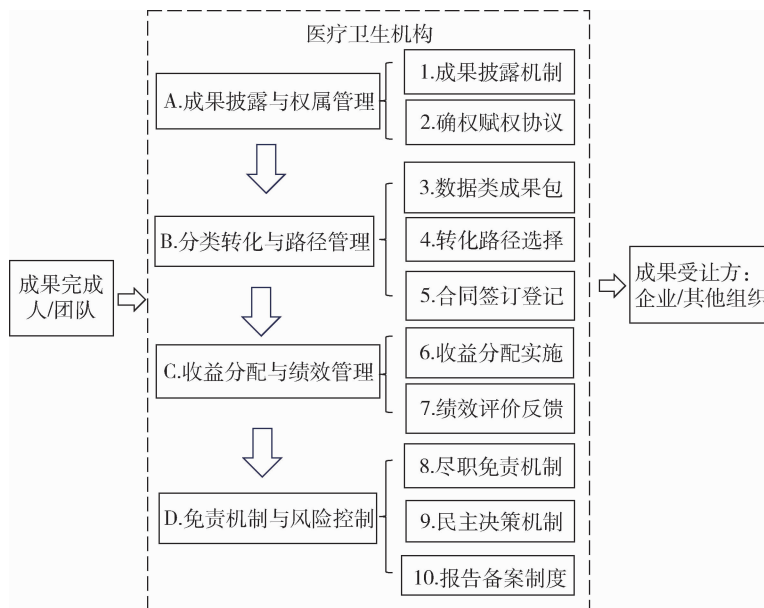 医疗卫生机构
成果完成
人/团队
A.成果披露与权属管理
1.成果披露机制
2.确权赋权协议
B.分类转化与路径管理
3.数据类成果包
4.转化路径选择
5.合同签订登记
C.收益分配与绩效管理
6.收益分配实施
7.绩效评价反馈
D.免责机制与风险控制
8.尽职免责机制
9.民主决策机制
10.报告备案制度
成果受让方：
企业/其他组织